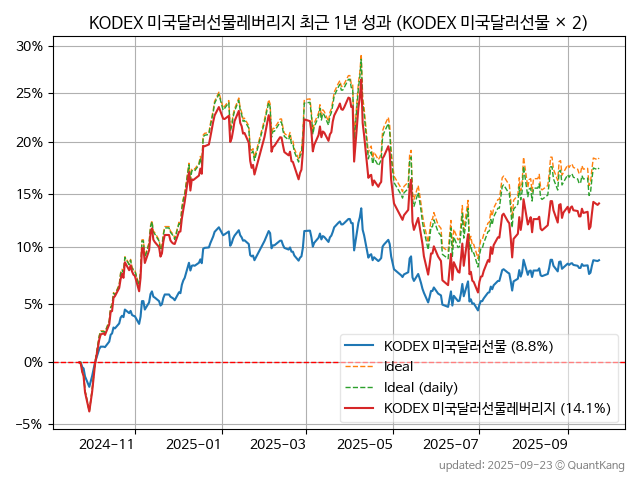 KODEX 미국달러선물레버리지 최근 1년 성과 (KODEX 미국달러선물 × 2)
30%
25%
20%
15%
10%
5%
0%
−5%
KODEX 미국달러선물 (8.8%)
Ideal
Ideal (daily)
KODEX 미국달러선물레버리지 (14.1%)
2024-11 2025-01 2025-03 2025-05 2025-07 2025-09
updated: 2025-09-23 © QuantKang